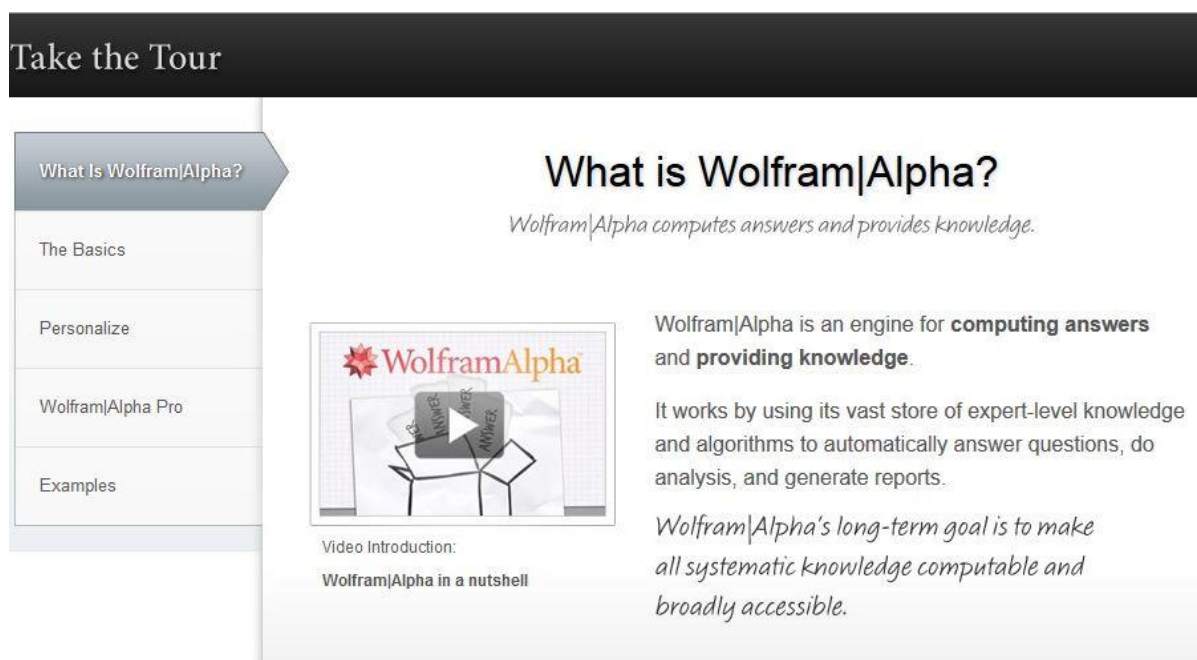 Take the Tour
What Is Wolfram|Alpha?
The Basics
Personalize
Wolfram|Alpha Pro
Examples
What is Wolfram|Alpha?
Wolfram|Alpha computes answers and provides knowledge.
WolframAlpha
ANSWER
ANSWER
ANSWER
Video Introduction:
Wolfram|Alpha in a nutshell
Wolfram|Alpha is an engine for computing answers
and providing knowledge.
It works by using its vast store of expert-level knowledge
and algorithms to automatically answer questions, do
analysis, and generate reports.
Wolfram|Alpha's long-term goal is to make
all systematic knowledge computable and
broadly accessible.